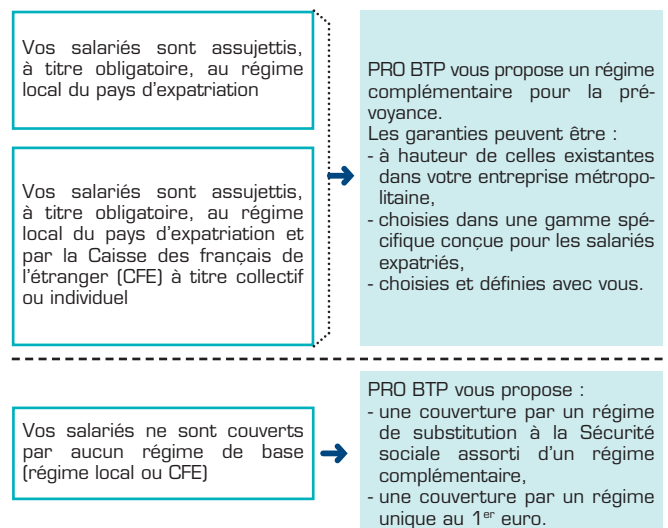 Vos salariés sont assujettis,
à titre obligatoire, au régime
local du pays d'expatriation
Vos salariés sont assujettis,
à titre obligatoire, au régime
local du pays d'expatriation et
par la Caisse des français de
l'étranger (CFE) à titre collectif
ou individuel
PRO BTP vous propose un régime
complémentaire pour la pré-
voyance.
Les garanties peuvent être :
- à hauteur de celles existantes
dans votre entreprise métropo-
litaine,
- choisies dans une gamme spé-
cifique conçue pour les salariés
expatriés,
- choisies et définies avec vous.
Vos salariés ne sont couverts
par aucun régime de base
(régime local ou CFE)
PRO BTP vous propose :
- une couverture par un régime
de substitution à la Sécurité
sociale assorti d'un régime
complémentaire,
- une couverture par un régime
unique au 1er euro.